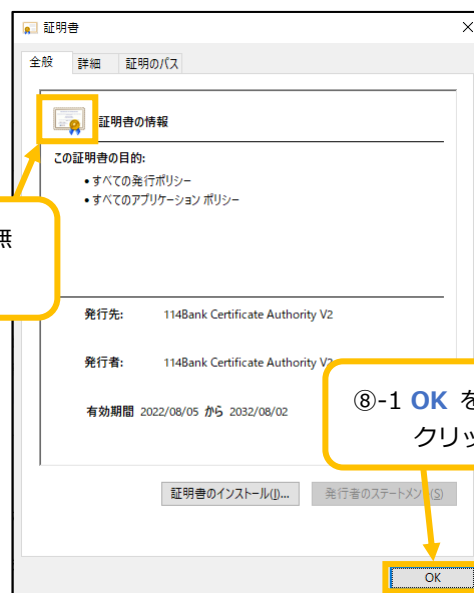 証明書
全般 詳細 証明のパス
証明書の情報
この証明書の目的:
• すべての発行ポリシー
• すべてのアプリケーション ポリシー
無
発行先: 114Bank Certificate Authority V2
発行者: 114Bank Certificate Authority V2
有効期間 2022/08/05 から 2032/08/02
⑧-1 OK を
クリッ
証明書のインストール(I)... 発行者のステートメント(S)
OK